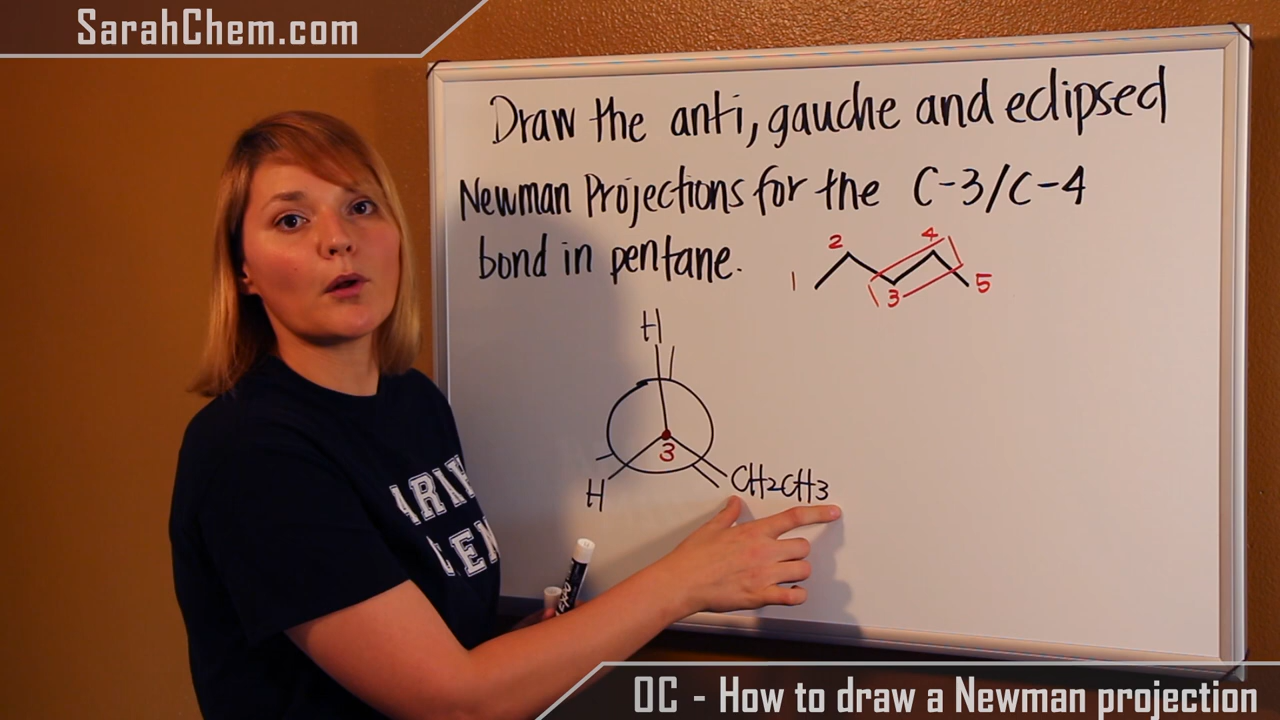 SarahChem.com
Draw the anti, gauche and eclipsed
Newman Projections for the C-3/C-4
bond in pentane.
1 2 3 4 5
H
3
H
CH2CH3
EXPO
OC - How to draw a Newman projection